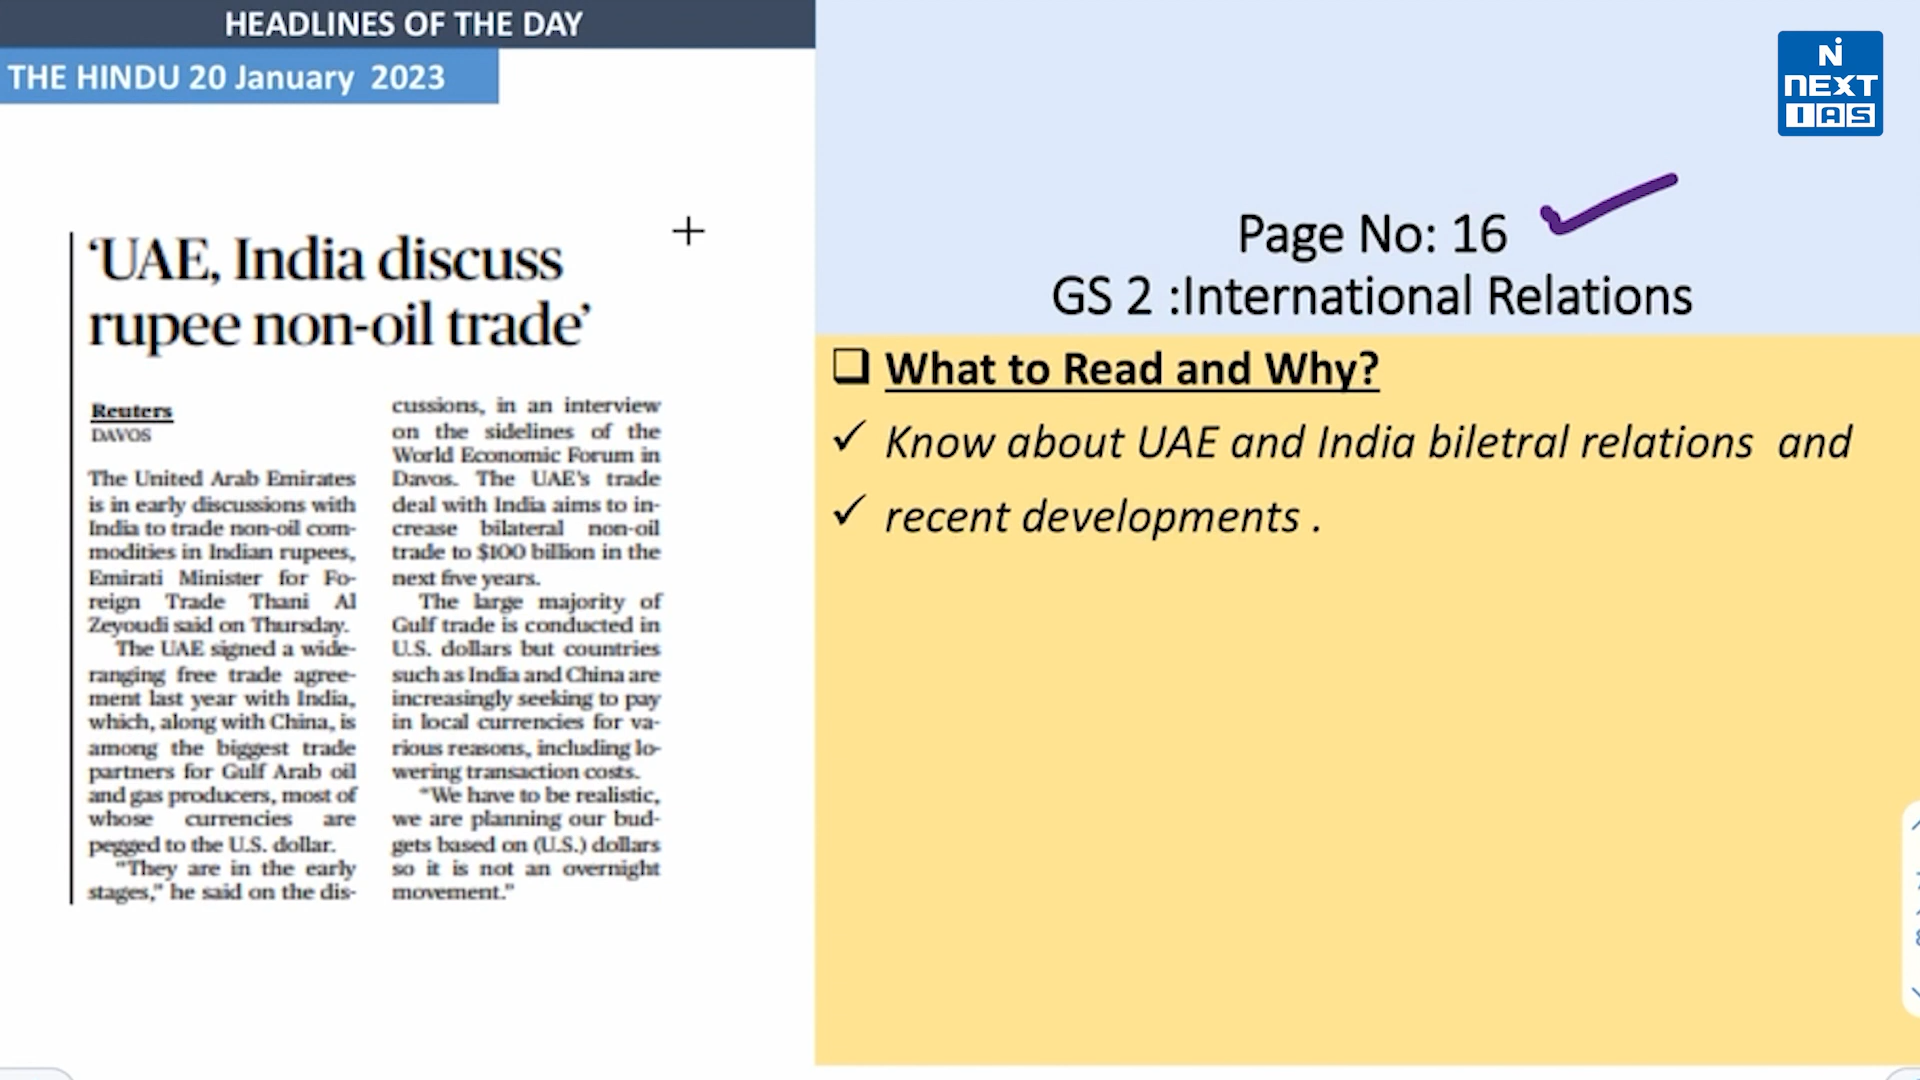 HEADLINES OF THE DAY
THE HINDU 20 January 2023
‘UAE, India discuss
rupee non-oil trade’
Reuters
DAVOS
The United Arab Emirates
is in early discussions with
India to trade non-oil com-
modities in Indian rupees,
Emirati Minister for Fo-
reign Trade Thani Al
Zeyoudi said on Thursday.
The UAE signed a wide-
ranging free trade agree-
ment last year with India,
which, along with China, is
among the biggest trade
partners for Gulf Arab oil
and gas producers, most of
whose currencies are
pegged to the U.S. dollar.
“They are in the early
stages,” he said on the dis-
cussions, in an interview
on the sidelines of the
World Economic Forum in
Davos. The UAE’s trade
deal with India aims to in-
crease bilateral non-oil
trade to $100 billion in the
next five years.
The large majority of
Gulf trade is conducted in
U.S. dollars but countries
such as India and China are
increasingly seeking to pay
in local currencies for va-
rious reasons, including lo-
wering transaction costs.
“We have to be realistic,
we are planning our bud-
gets based on (U.S.) dollars
so it is not an overnight
movement.”
N
NEXT
IAS
Page No: 16
GS 2 :International Relations
What to Read and Why?
Know about UAE and India biletral relations and
recent developments .